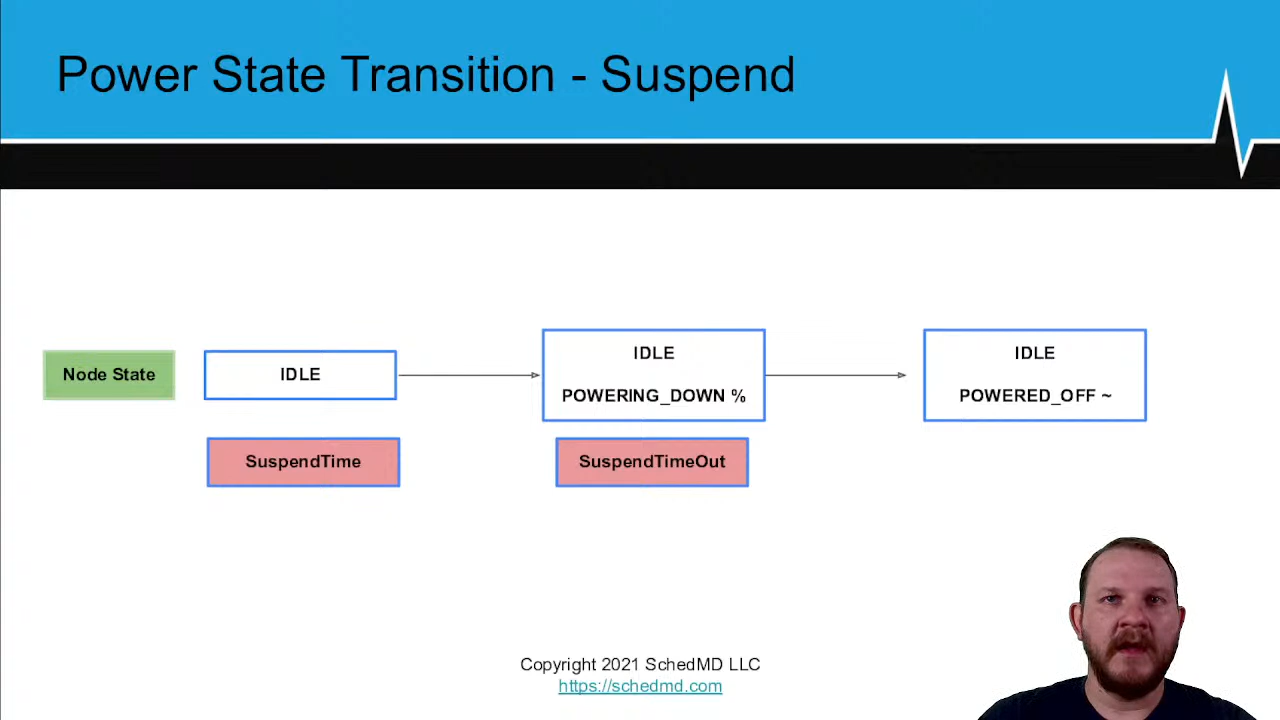 Power State Transition - Suspend
Node State
IDLE
IDLE
POWERING_DOWN %
IDLE
POWERED_OFF ~
SuspendTime
SuspendTimeOut
Copyright 2021 SchedMD LLC
https://schedmd.com